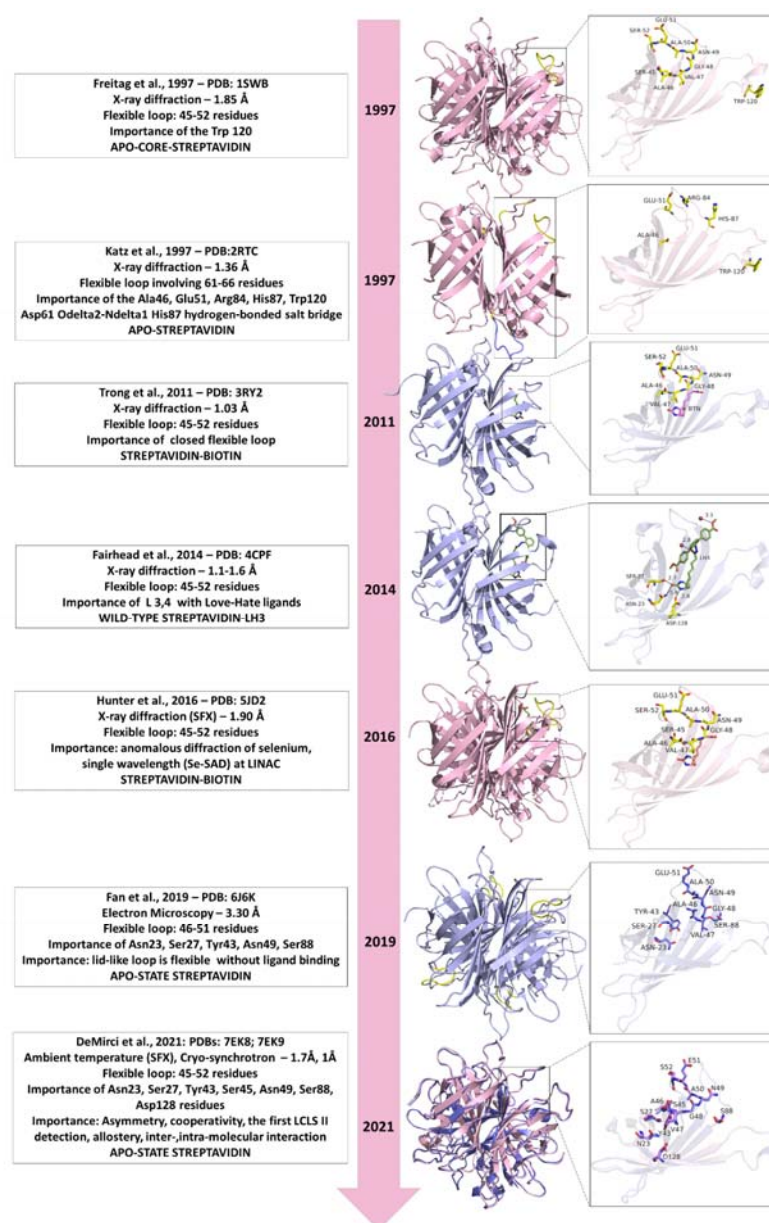 Freitag et al., 1997 – PDB: 1SWB
X-ray diffraction – 1.85 Å
Flexible loop: 45-52 residues
Importance of the Trp 120
APO-CORE-STREPTAVIDIN
1997
GLU-51
SER-52
ALA-50
ASN-49
GLY-48
SER-45
VAL-47
ALA-46
TRP-120
Katz et al., 1997 – PDB:2RTC
X-ray diffraction – 1.36 Å
Flexible loop involving 61-66 residues
Importance of the Ala46, Glu51, Arg84, His87, Trp120
Asp61 Odelta2-Ndelta1 His87 hydrogen-bonded salt bridge
APO-STREPTAVIDIN
1997
GLU-51
ARG-84
HIS-87
ALA-46
TRP-120
Trong et al., 2011 – PDB: 3RY2
X-ray diffraction – 1.03 Å
Flexible loop: 45-52 residues
Importance of closed flexible loop
STREPTAVIDIN-BIOTIN
2011
GLU-51
SER-52
ALA-50
ASN-49
ALA-46
GLY-48
VAL-47
BTN
Fairhead et al., 2014 – PDB: 4CPF
X-ray diffraction – 1.1-1.6 Å
Flexible loop: 45-52 residues
Importance of L 3,4 with Love-Hate ligands
WILD-TYPE STREPTAVIDIN-LH3
2014
3.1
LH3
SER-27
ASN-23
ASP-128
Hunter et al., 2016 – PDB: 5JD2
X-ray diffraction (SFX) – 1.90 Å
Flexible loop: 45-52 residues
Importance: anomalous diffraction of selenium,
single wavelength (Se-SAD) at LINAC
STREPTAVIDIN-BIOTIN
2016
GLU-51
SER-52
ALA-50
ASN-49
SER-45
GLY-48
ALA-46
VAL-47
Fan et al., 2019 – PDB: 6J6K
Electron Microscopy – 3.30 Å
Flexible loop: 46-51 residues
Importance of Asn23, Ser27, Tyr43, Asn49, Ser88
Importance: lid-like loop is flexible without ligand binding
APO-STATE STREPTAVIDIN
2019
GLU-51
ALA-50
ASN-49
ALA-46
GLY-48
TYR-43
SER-27
SER-88
VAL-47
ASN-23
DeMirci et al., 2021: PDBs: 7EK8; 7EK9
Ambient temperature (SFX), Cryo-synchrotron – 1.7Å, 1Å
Flexible loop: 45-52 residues
Importance of Asn23, Ser27, Tyr43, Ser45, Asn49, Ser88,
Asp128 residues
Importance: Asymmetry, cooperativity, the first LCLS II
detection, allostery, inter-,intra-molecular interaction
APO-STATE STREPTAVIDIN
2021
S52
E51
A50
N49
A46
S45
G48
S88
S27
V47
Y43
N23
D128